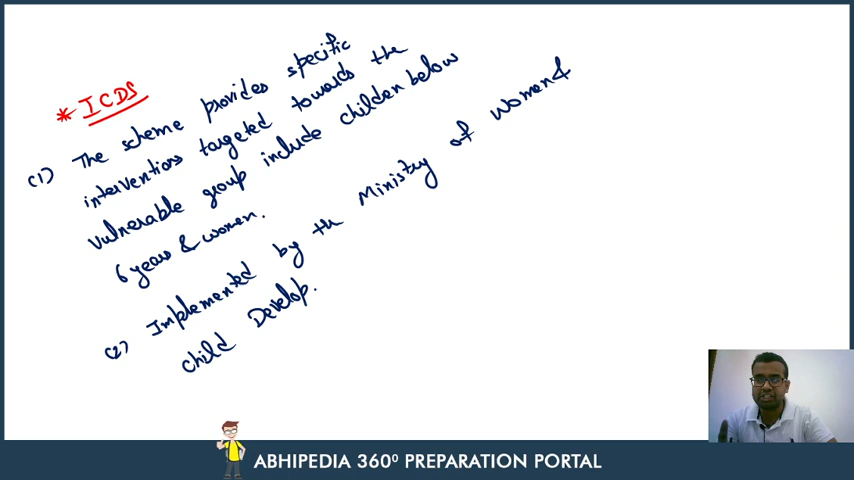 * ICDS
(1) The scheme provides specific
interventions targeted towards the
vulnerable group include children below
6 years & women.
(2) Implemented by the Ministry of Women &
child Develop.
ABHIPEDIA 360⁰ PREPARATION PORTAL